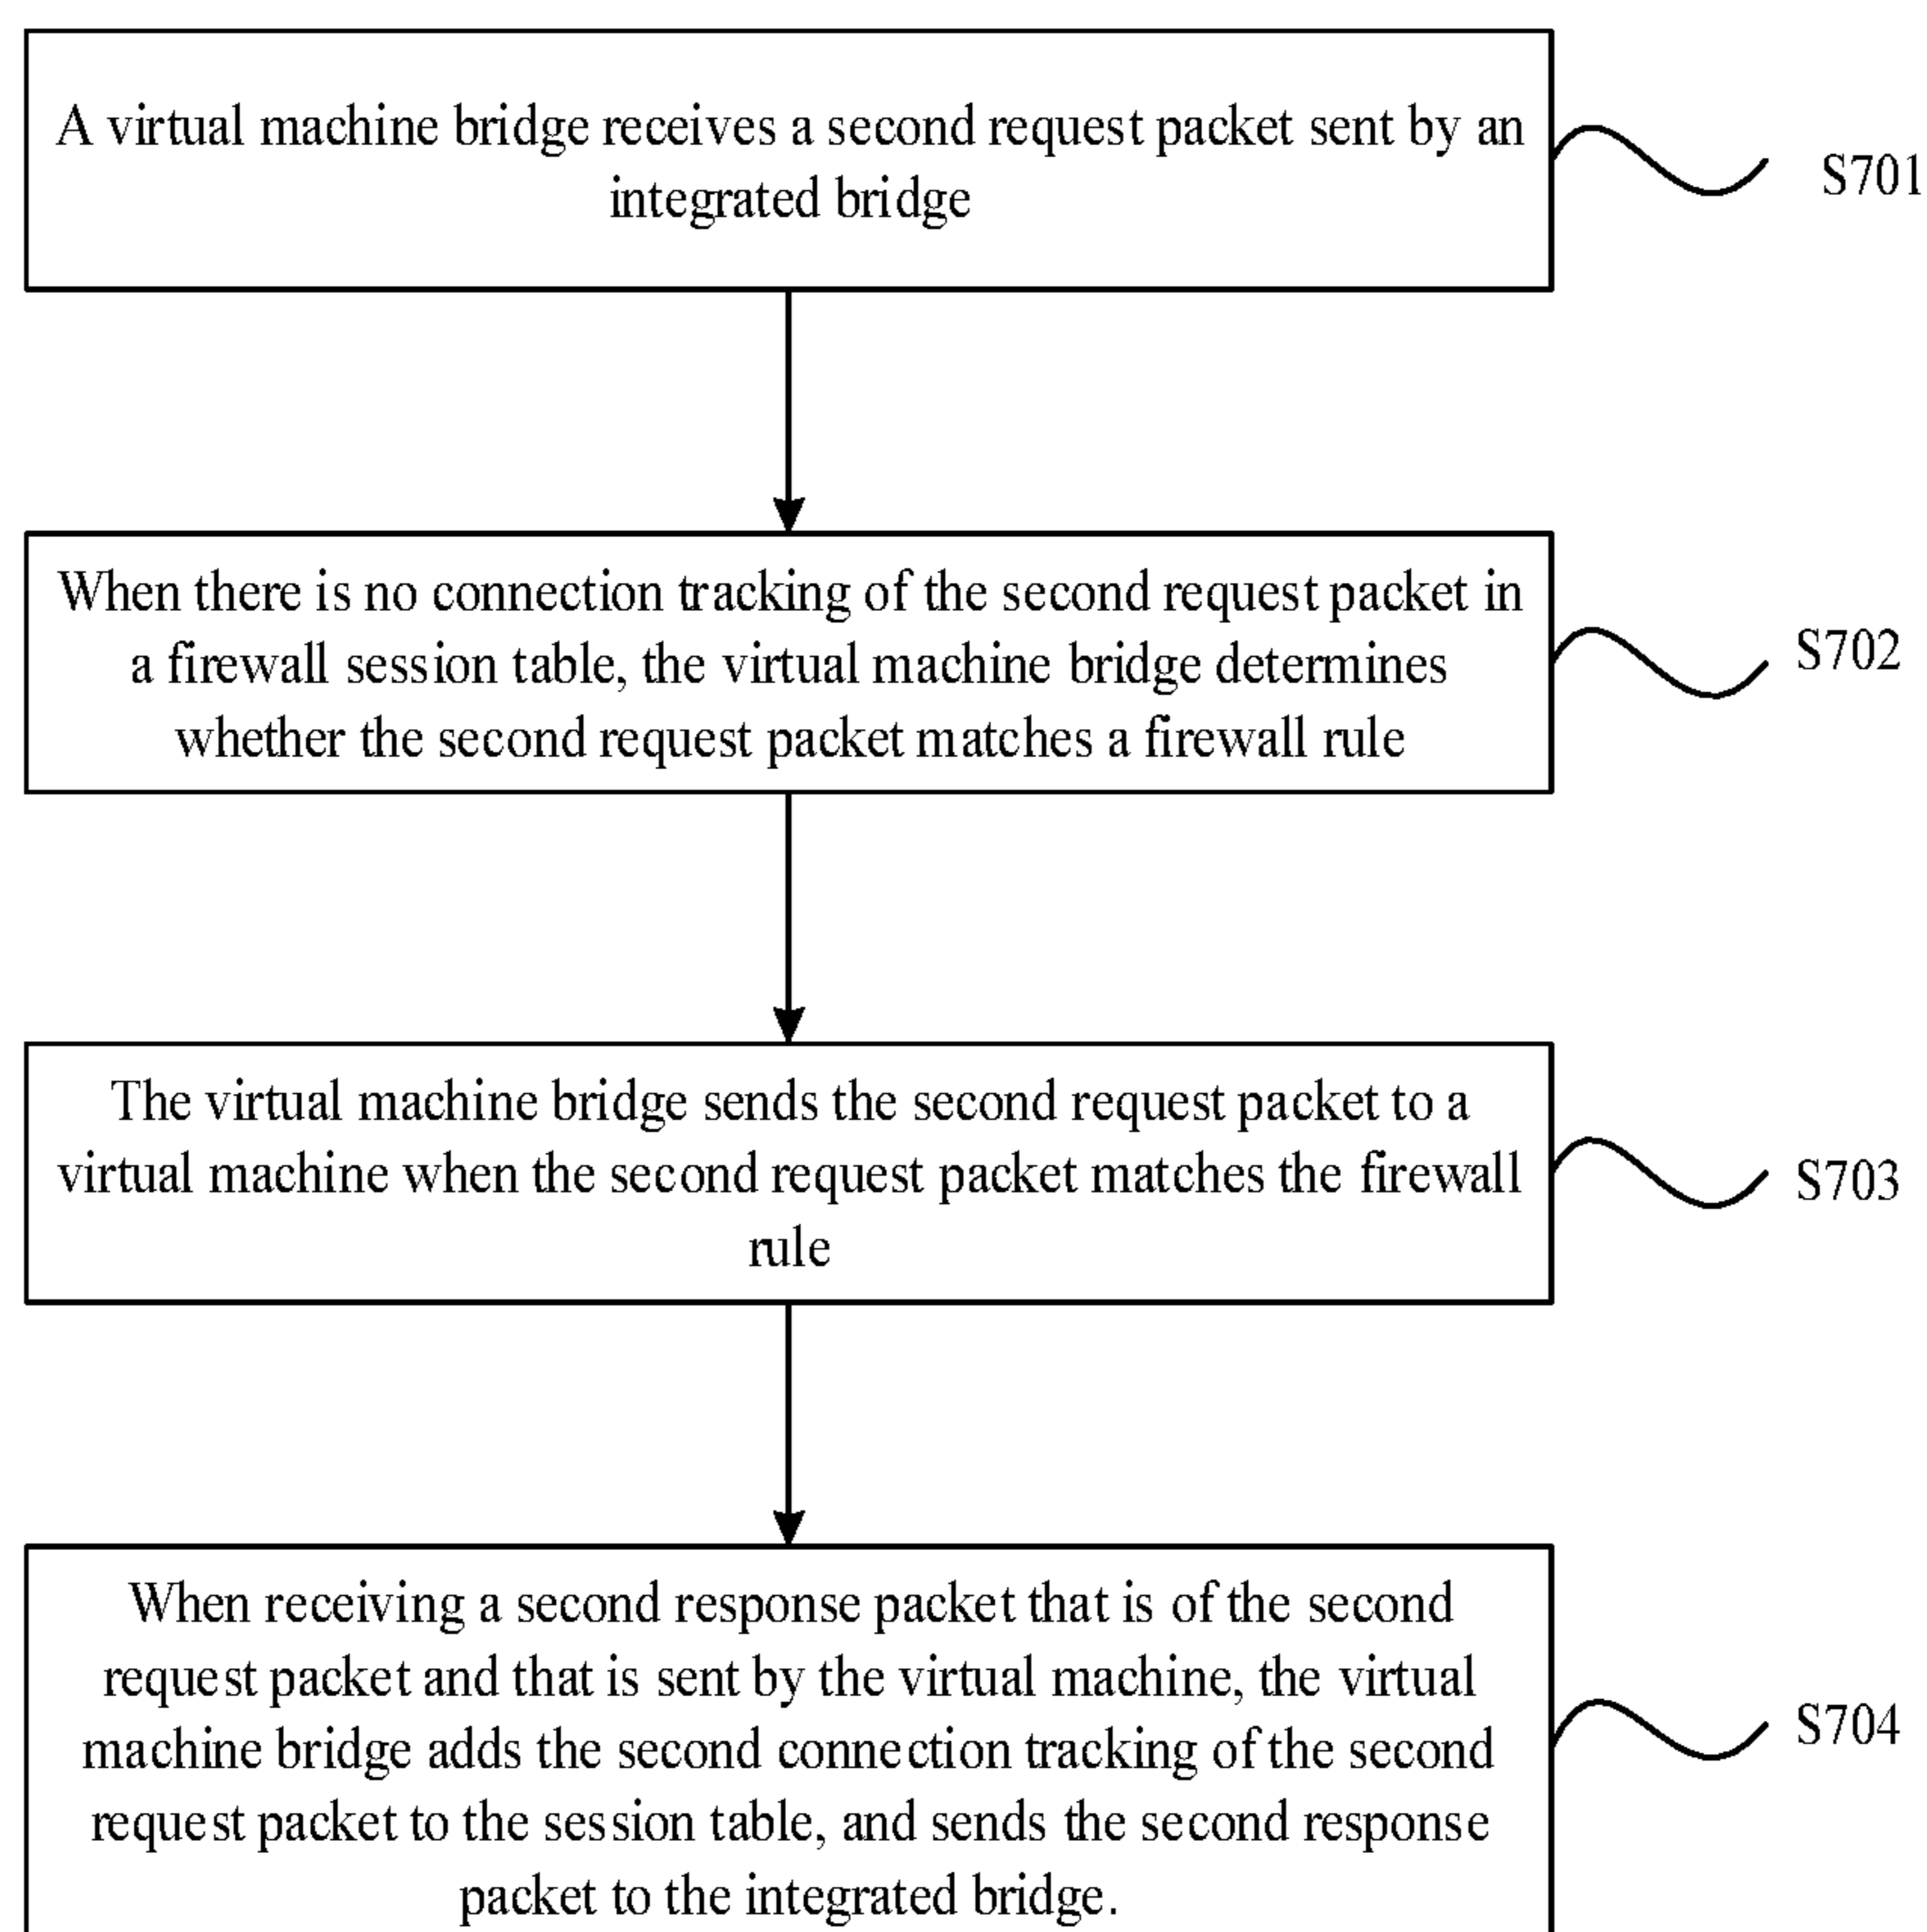 A virtual machine bridge receives a second request packet sent by an
integrated bridge
S701
When there is no connection tracking of the second request packet in
a firewall session table, the virtual machine bridge determines
whether the second request packet matches a firewall rule
S702
The virtual machine bridge sends the second request packet to a
virtual machine when the second request packet matches the firewall
rule
S703
When receiving a second response packet that is of the second
request packet and that is sent by the virtual machine, the virtual
machine bridge adds the second connection tracking of the second
request packet to the session table, and sends the second response
packet to the integrated bridge.
S704